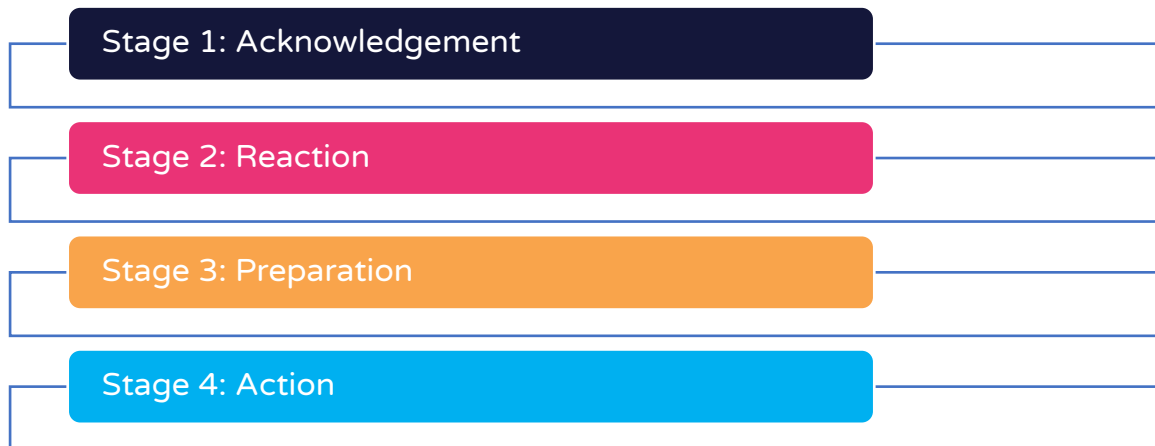 Stage 1: Acknowledgement
Stage 2: Reaction
Stage 3: Preparation
Stage 4: Action